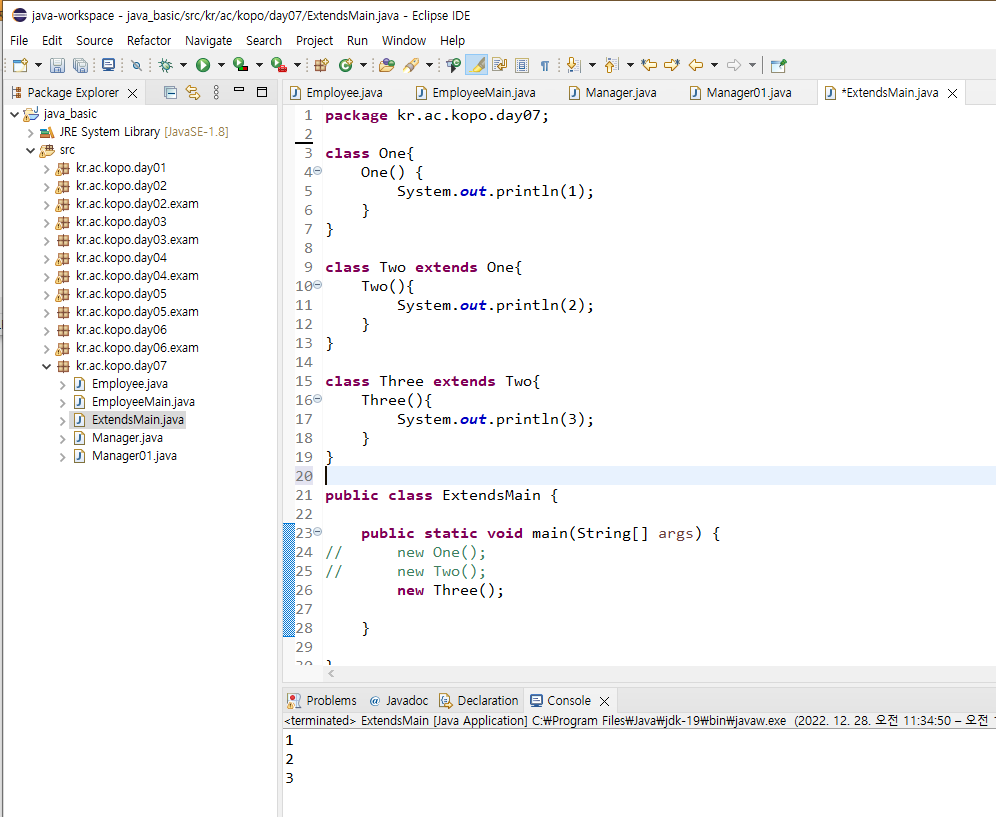 java-workspace - java_basic/src/kr/ac/kopo/day07/ExtendsMain.java - Eclipse IDE
File Edit Source Refactor Navigate Search Project Run Window Help
Package Explorer
java_basic
JRE System Library [JavaSE-1.8]
src
kr.ac.kopo.day01
kr.ac.kopo.day02
kr.ac.kopo.day02.exam
kr.ac.kopo.day03
kr.ac.kopo.day03.exam
kr.ac.kopo.day04
kr.ac.kopo.day04.exam
kr.ac.kopo.day05
kr.ac.kopo.day05.exam
kr.ac.kopo.day06
kr.ac.kopo.day06.exam
kr.ac.kopo.day07
Employee.java
EmployeeMain.java
ExtendsMain.java
Manager.java
Manager01.java
Employee.java EmployeeMain.java Manager.java Manager01.java *ExtendsMain.java
1 package kr.ac.kopo.day07;
2
3 class One{
4 One() {
5 System.out.println(1);
6 }
7 }
8
9 class Two extends One{
10 Two(){
11 System.out.println(2);
12 }
13 }
14
15 class Three extends Two{
16 Three(){
17 System.out.println(3);
18 }
19 }
20
21 public class ExtendsMain {
22
23 public static void main(String[] args) {
24 // new One();
25 // new Two();
26 new Three();
27
28 }
29
30 }
Problems @ Javadoc Declaration Console
<terminated> ExtendsMain [Java Application] C:₩Program Files₩Java₩jdk-19₩bin₩javaw.exe (2022. 12. 28. 오전 11:34:50 – 오전
1
2
3